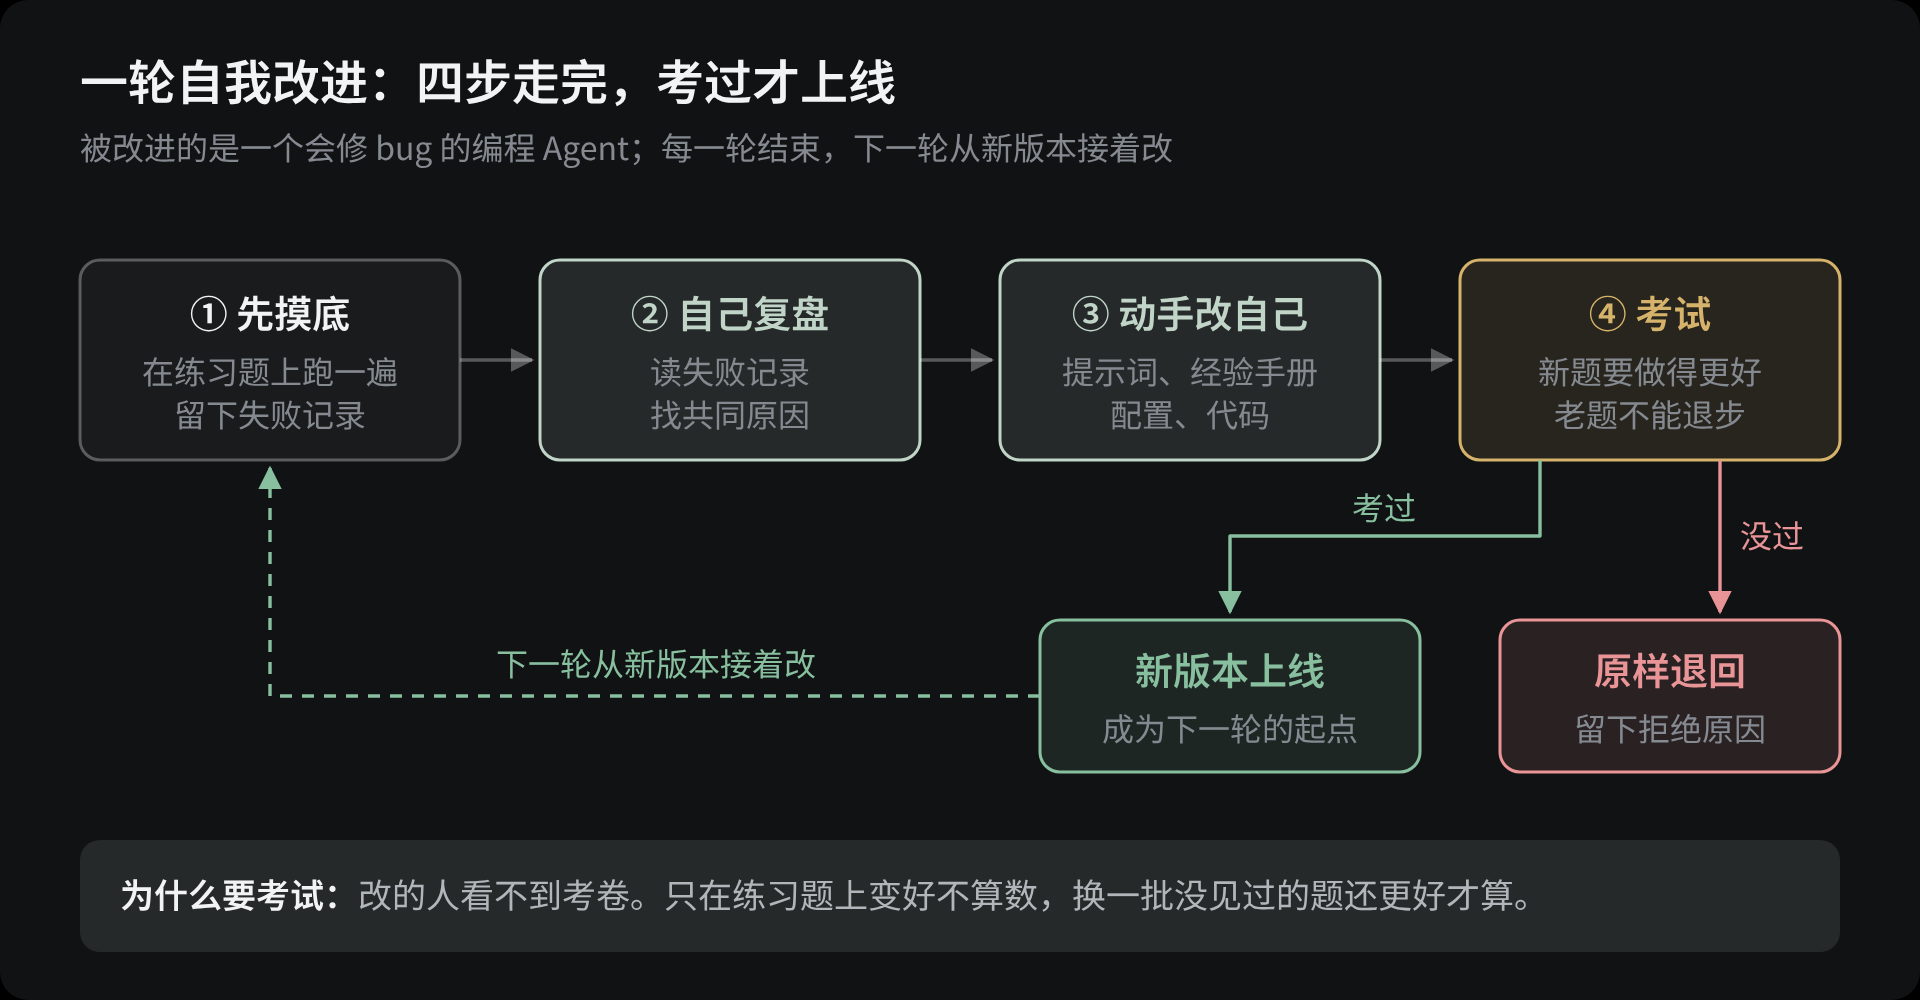 一轮自我改进：四步走完，考过才上线
被改进的是一个会修 bug 的编程 Agent；每一轮结束，下一轮从新版本接着改
① 先摸底
在练习题上跑一遍
留下失败记录
② 自己复盘
读失败记录
找共同原因
③ 动手改自己
提示词、经验手册
配置、代码
④ 考试
新题要做得更好
老题不能退步
考过
没过
下一轮从新版本接着改
新版本上线
成为下一轮的起点
原样退回
留下拒绝原因
为什么要考试：改的人看不到考卷。只在练习题上变好不算数，换一批没见过的题还更好才算。